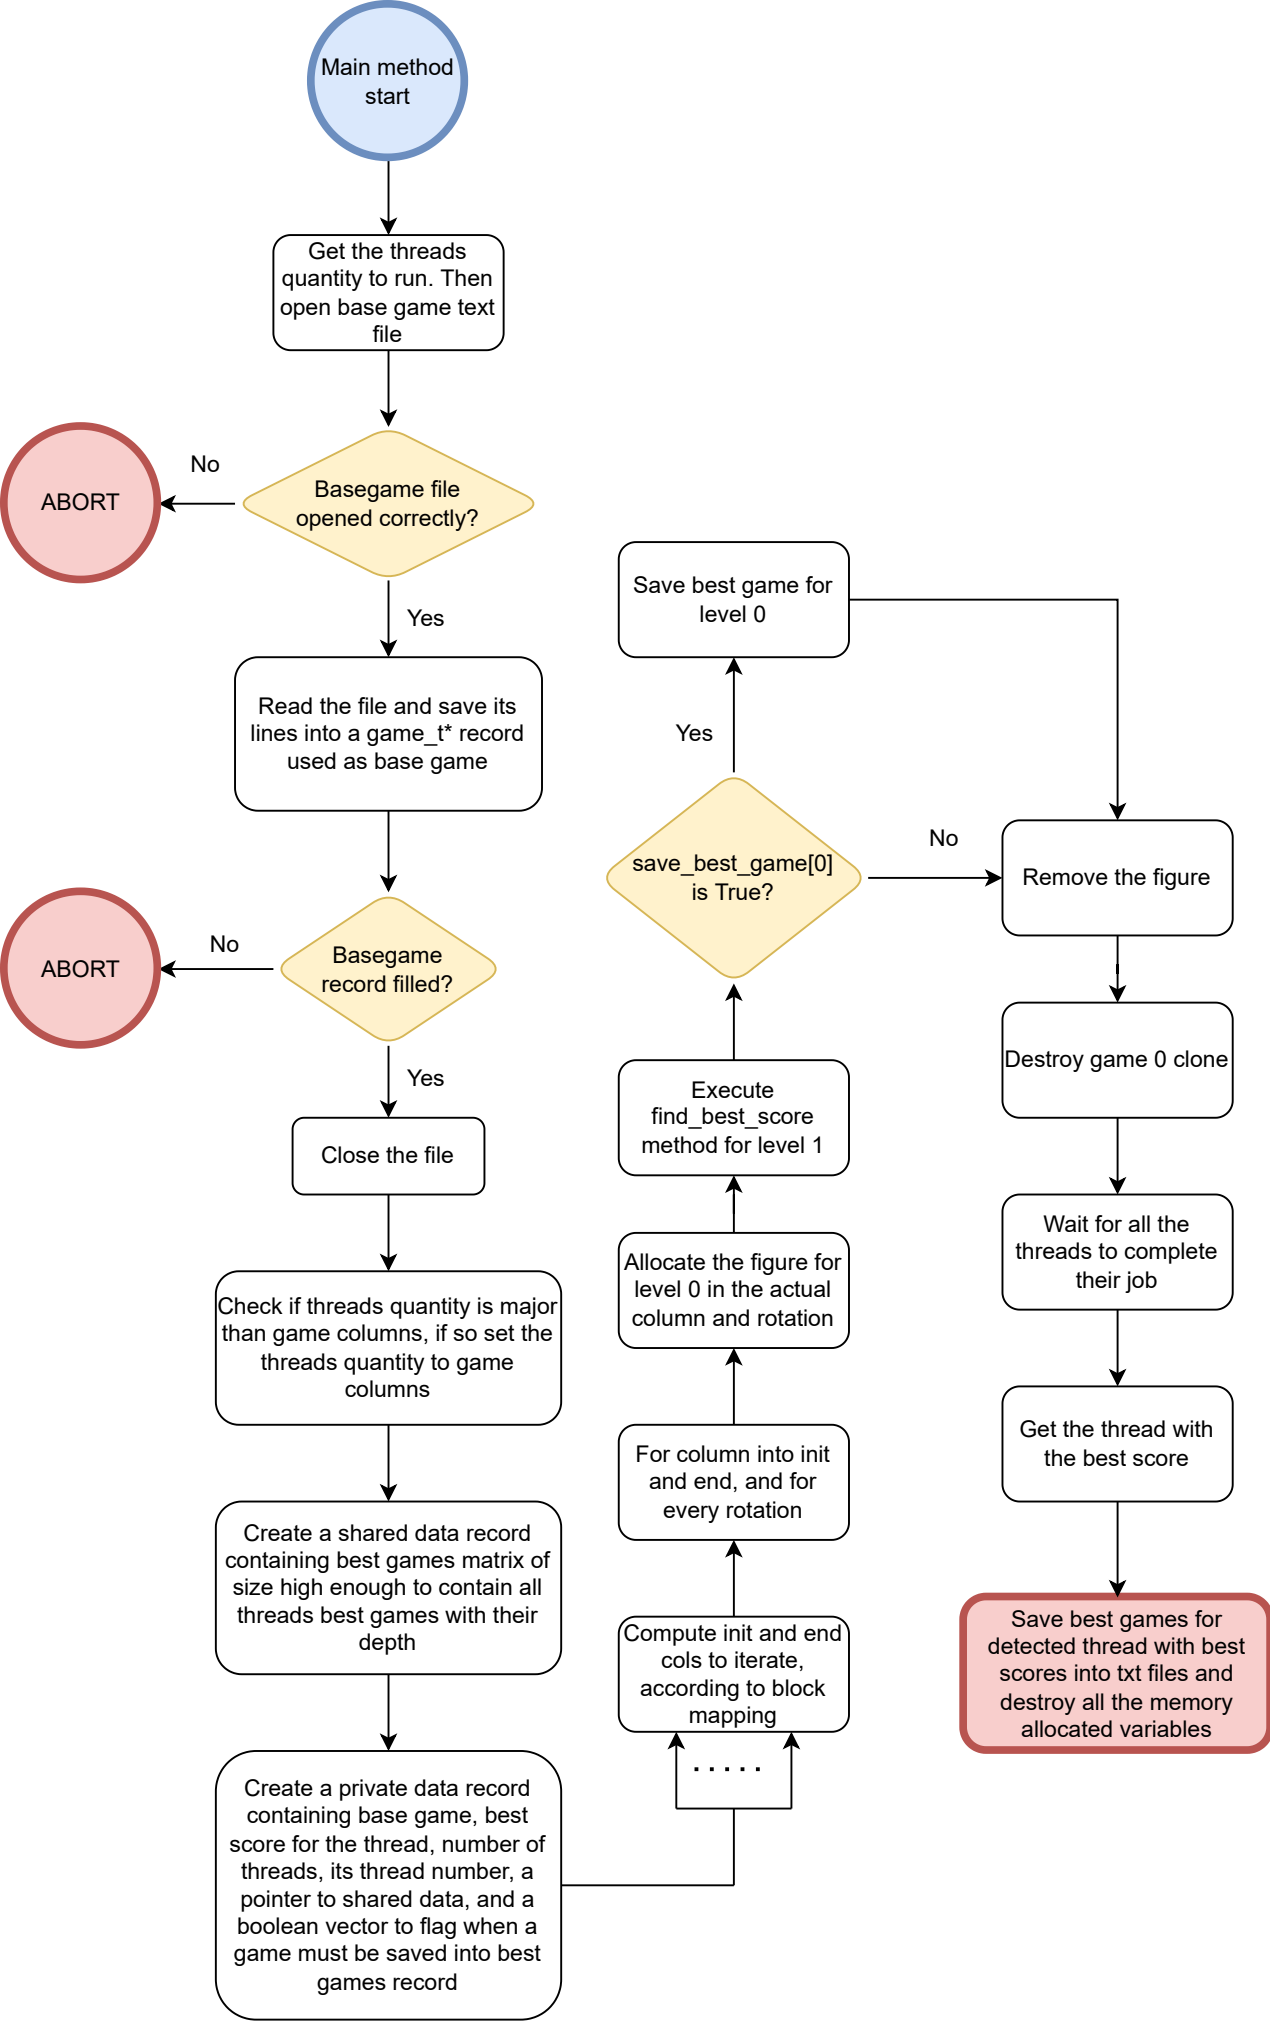 Main method
start
Get the threads
quantity to run. Then
open base game text
file
Basegame file
opened correctly?
No
ABORT
Yes
Read the file and save its
lines into a game_t* record
used as base game
Basegame
record filled?
No
ABORT
Yes
Close the file
Check if threads quantity is major
than game columns, if so set the
threads quantity to game
columns
Create a shared data record
containing best games matrix of
size high enough to contain all
threads best games with their
depth
Create a private data record
containing base game, best
score for the thread, number of
threads, its thread number, a
pointer to shared data, and a
boolean vector to flag when a
game must be saved into best
games record
.....
Compute init and end
cols to iterate,
according to block
mapping
For column into init
and end, and for
every rotation
Allocate the figure for
level 0 in the actual
column and rotation
Execute
find_best_score
method for level 1
save_best_game[0]
is True?
Yes
Save best game for
level 0
No
Remove the figure
Destroy game 0 clone
Wait for all the
threads to complete
their job
Get the thread with
the best score
Save best games for
detected thread with best
scores into txt files and
destroy all the memory
allocated variables